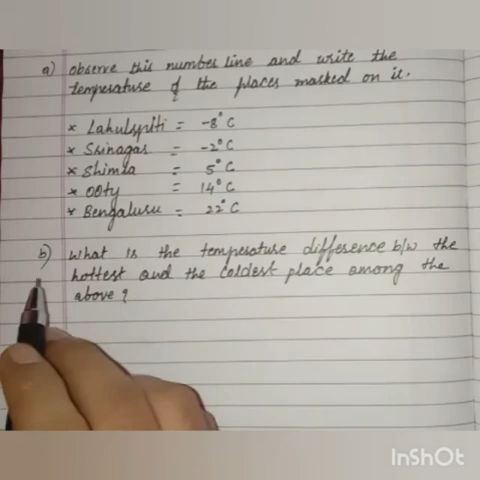 a) observe this number line and write the
temperature of the places marked on it.
* Lahulspiti = -8°C
* Srinagar = -2°C
* Shimla = 5°C
* OOty = 14°C
* Bengaluru = 22°C
b) what is the temperature difference b/w the
hottest and the coldest place among the
above ?
InShOt